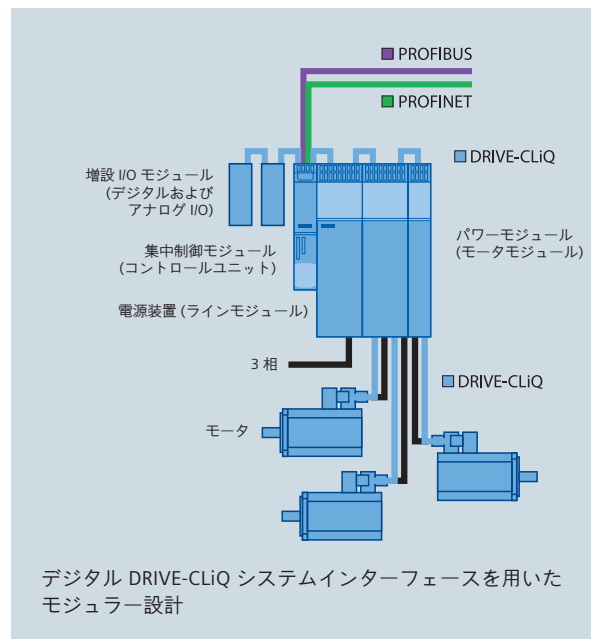 PROFIBUS
PROFINET
DRIVE-CLiQ
増設 I/O モジュール
(デジタルおよび
アナログ I/O)
集中制御モジュール
(コントロールユニット)
パワーモジュール
(モータモジュール)
電源装置 (ラインモジュール)
3 相
DRIVE-CLiQ
モータ
デジタル DRIVE-CLiQ システムインターフェースを用いた
モジュラー設計